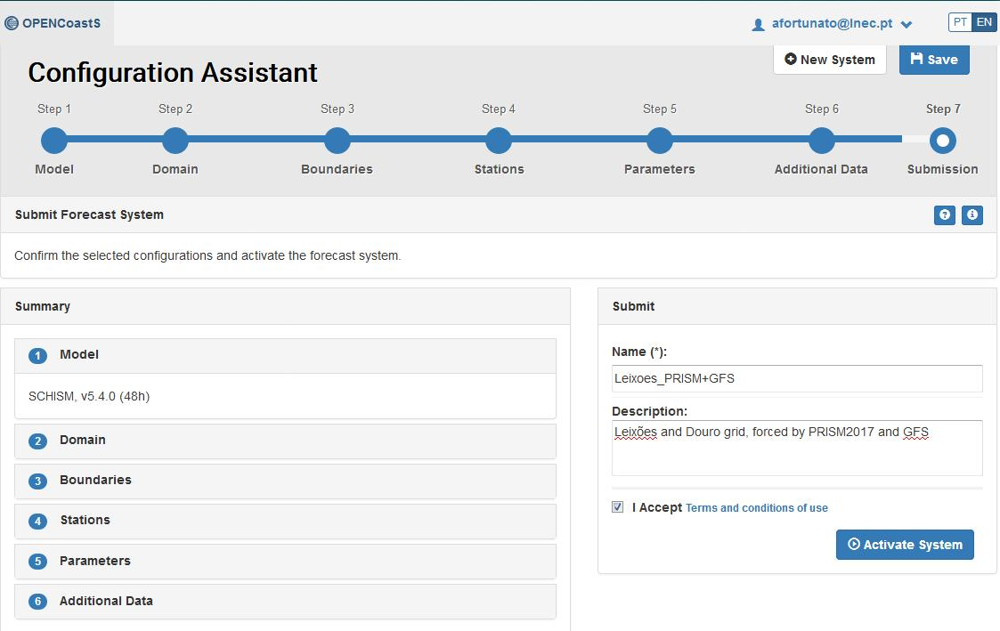 OPENCoastS
afortunato@lnec.pt
PT EN
Configuration Assistant
New System
Save
Step 1 Step 2 Step 3 Step 4 Step 5 Step 6 Step 7
Model Domain Boundaries Stations Parameters Additional Data Submission
Submit Forecast System
Confirm the selected configurations and activate the forecast system.
Summary
1 Model
SCHISM, v5.4.0 (48h)
2 Domain
3 Boundaries
4 Stations
5 Parameters
6 Additional Data
Submit
Name (*):
Leixoes_PRISM+GFS
Description:
Leixões and Douro grid, forced by PRISM2017 and GFS
I Accept Terms and conditions of use
Activate System